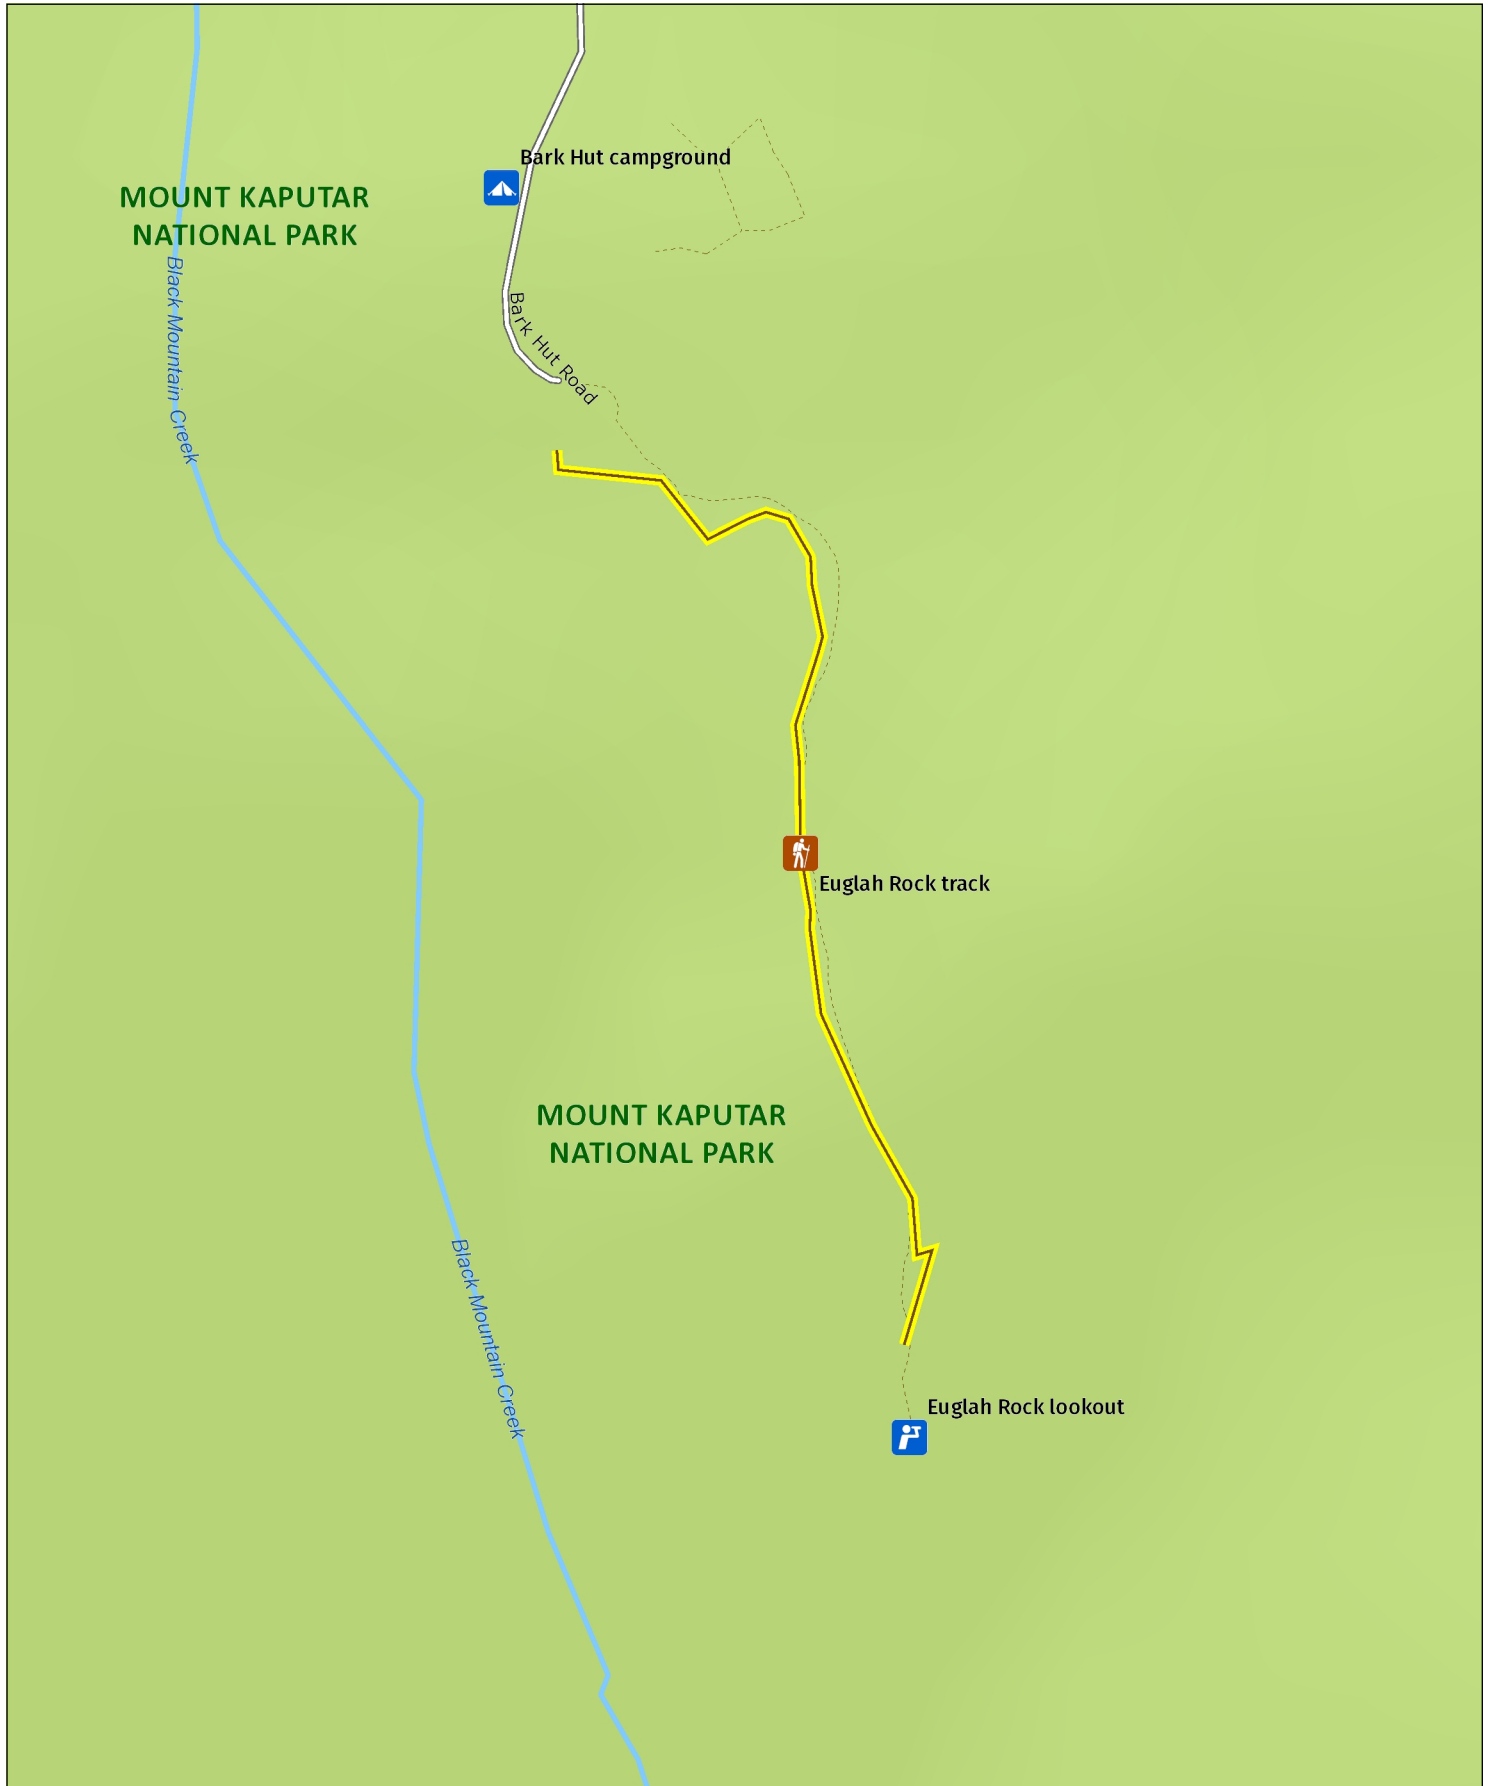 Bark Hut campground
MOUNT KAPUTAR
NATIONAL PARK
Black Mountain Creek
Bark Hut Road
Euglah Rock track
MOUNT KAPUTAR
NATIONAL PARK
Black Mountain Creek
Euglah Rock lookout